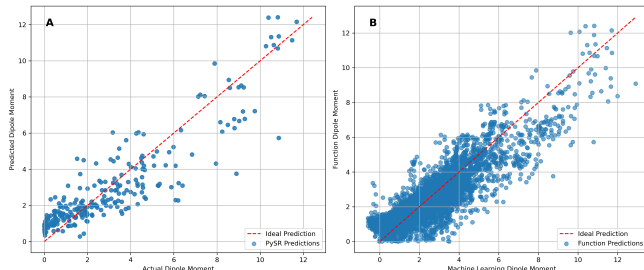 A
Predicted Dipole Moment
12
10
8
6
4
2
0
0
2
4
6
8
10
12
Actual Dipole Moment
Ideal Prediction
PySR Predictions
B
Function Dipole Moment
12
10
8
6
4
2
0
0
2
4
6
8
10
12
Machine Learning Dipole Moment
Ideal Prediction
Function Predictions